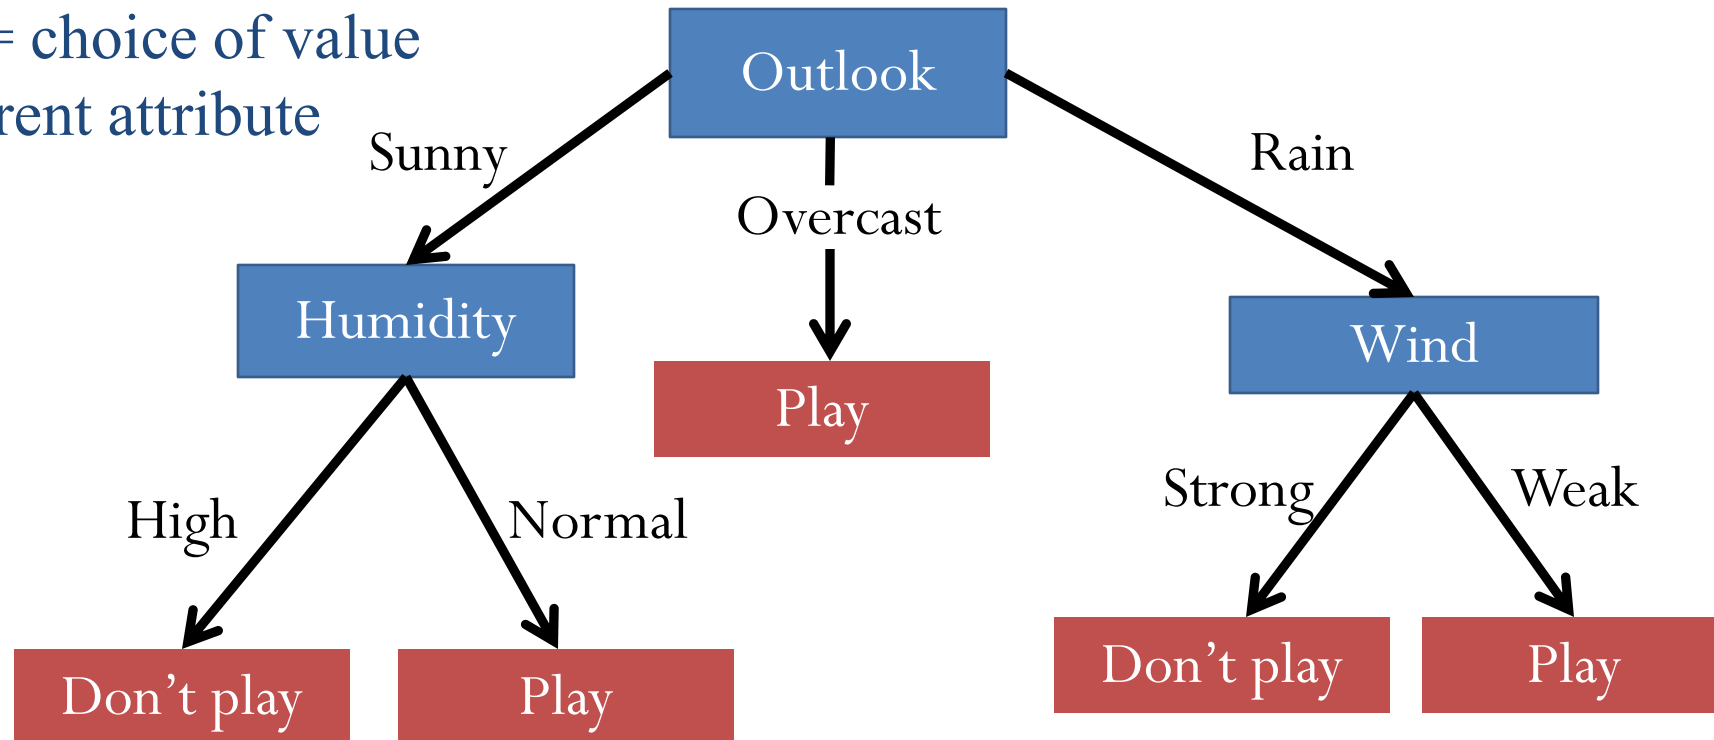 = choice of value
rent attribute
Outlook
Sunny
Overcast
Rain
Humidity
Wind
Play
High
Normal
Strong
Weak
Don’t play
Play
Don’t play
Play